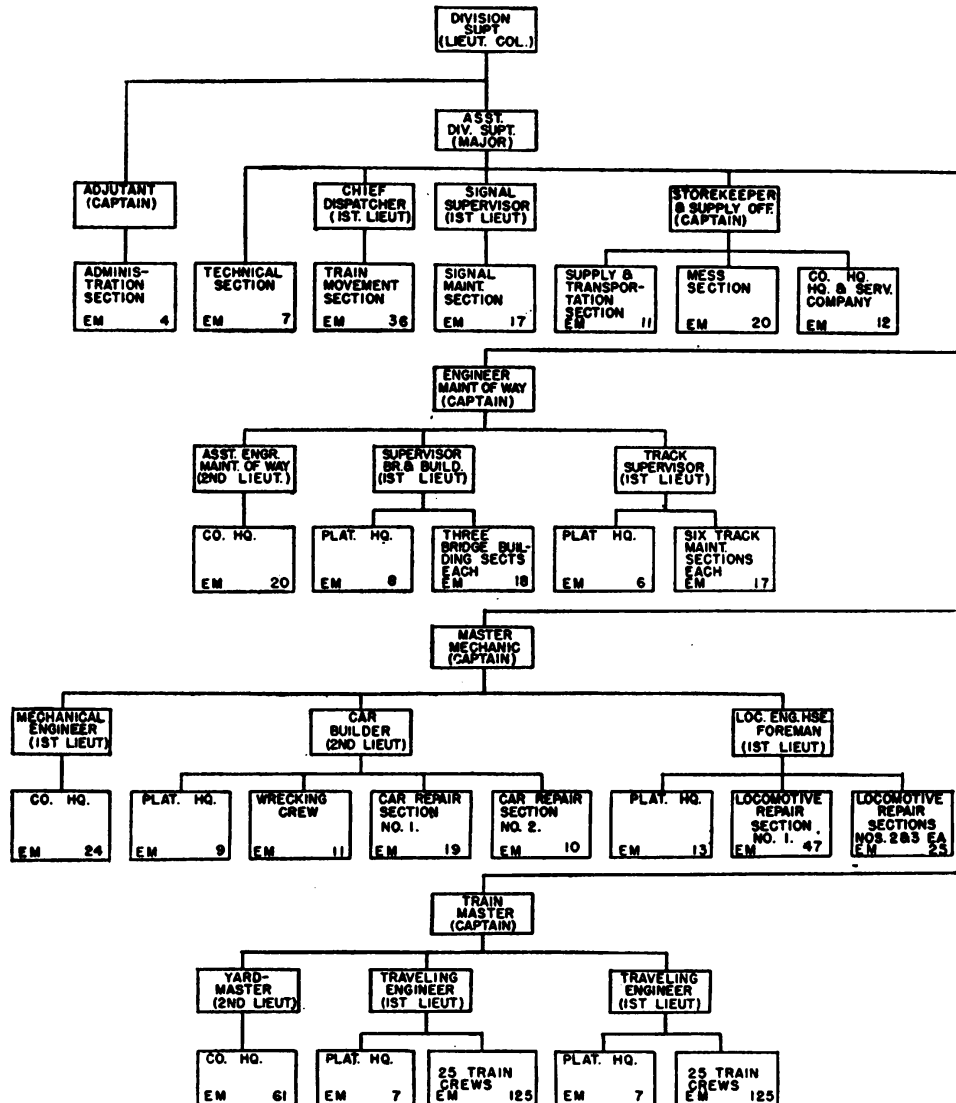 DIVISION
SUPT
(LIEUT. COL.)
ASST.
DIV. SUPT.
(MAJOR)
ADJUTANT
(CAPTAIN)
CHIEF
DISPATCHER
(1ST. LIEUT)
SIGNAL
SUPERVISOR
(1ST LIEUT)
STOREKEEPER
& SUPPLY OFF.
(CAPTAIN)
ADMINIS-
TRATION
SECTION
EM 4
TECHNICAL
SECTION
EM 7
TRAIN
MOVEMENT
SECTION
EM 36
SIGNAL
MAINT.
SECTION
EM 17
SUPPLY &
TRANSPOR-
TATION
SECTION
EM 11
MESS
SECTION
EM 20
CO. HQ.
HQ. & SERV.
COMPANY
EM 12
ENGINEER
MAINT OF WAY
(CAPTAIN)
ASST. ENGR.
MAINT. OF WAY
(2ND LIEUT.)
SUPERVISOR
BR. & BUILD.
(1ST LIEUT)
TRACK
SUPERVISOR
(1ST LIEUT)
CO. HQ.
EM 20
PLAT. HQ.
EM 8
THREE
BRIDGE BUIL-
DING SECTS
EACH
EM 18
PLAT HQ.
EM 6
SIX TRACK
MAINT.
SECTIONS
EACH
EM 17
MASTER
MECHANIC
(CAPTAIN)
MECHANICAL
ENGINEER
(1ST LIEUT)
CAR
BUILDER
(2ND LIEUT)
LOC. ENG. HSE.
FOREMAN
(1ST LIEUT)
CO. HQ.
EM 24
PLAT. HQ.
EM 9
WRECKING
CREW
EM 11
CAR REPAIR
SECTION
NO. 1.
EM 19
CAR REPAIR
SECTION
NO. 2.
EM 10
PLAT. HQ.
EM 13
LOCOMOTIVE
REPAIR
SECTION
NO. 1.
EM 47
LOCOMOTIVE
REPAIR
SECTIONS
NOS. 2&3 EA
EM 23
TRAIN
MASTER
(CAPTAIN)
YARD-
MASTER
(2ND LIEUT)
TRAVELING
ENGINEER
(1ST LIEUT)
TRAVELING
ENGINEER
(1ST LIEUT)
CO. HQ.
EM 61
PLAT. HQ.
EM 7
25 TRAIN
CREWS
EM 125
PLAT. HQ.
EM 7
25 TRAIN
CREWS
EM 125